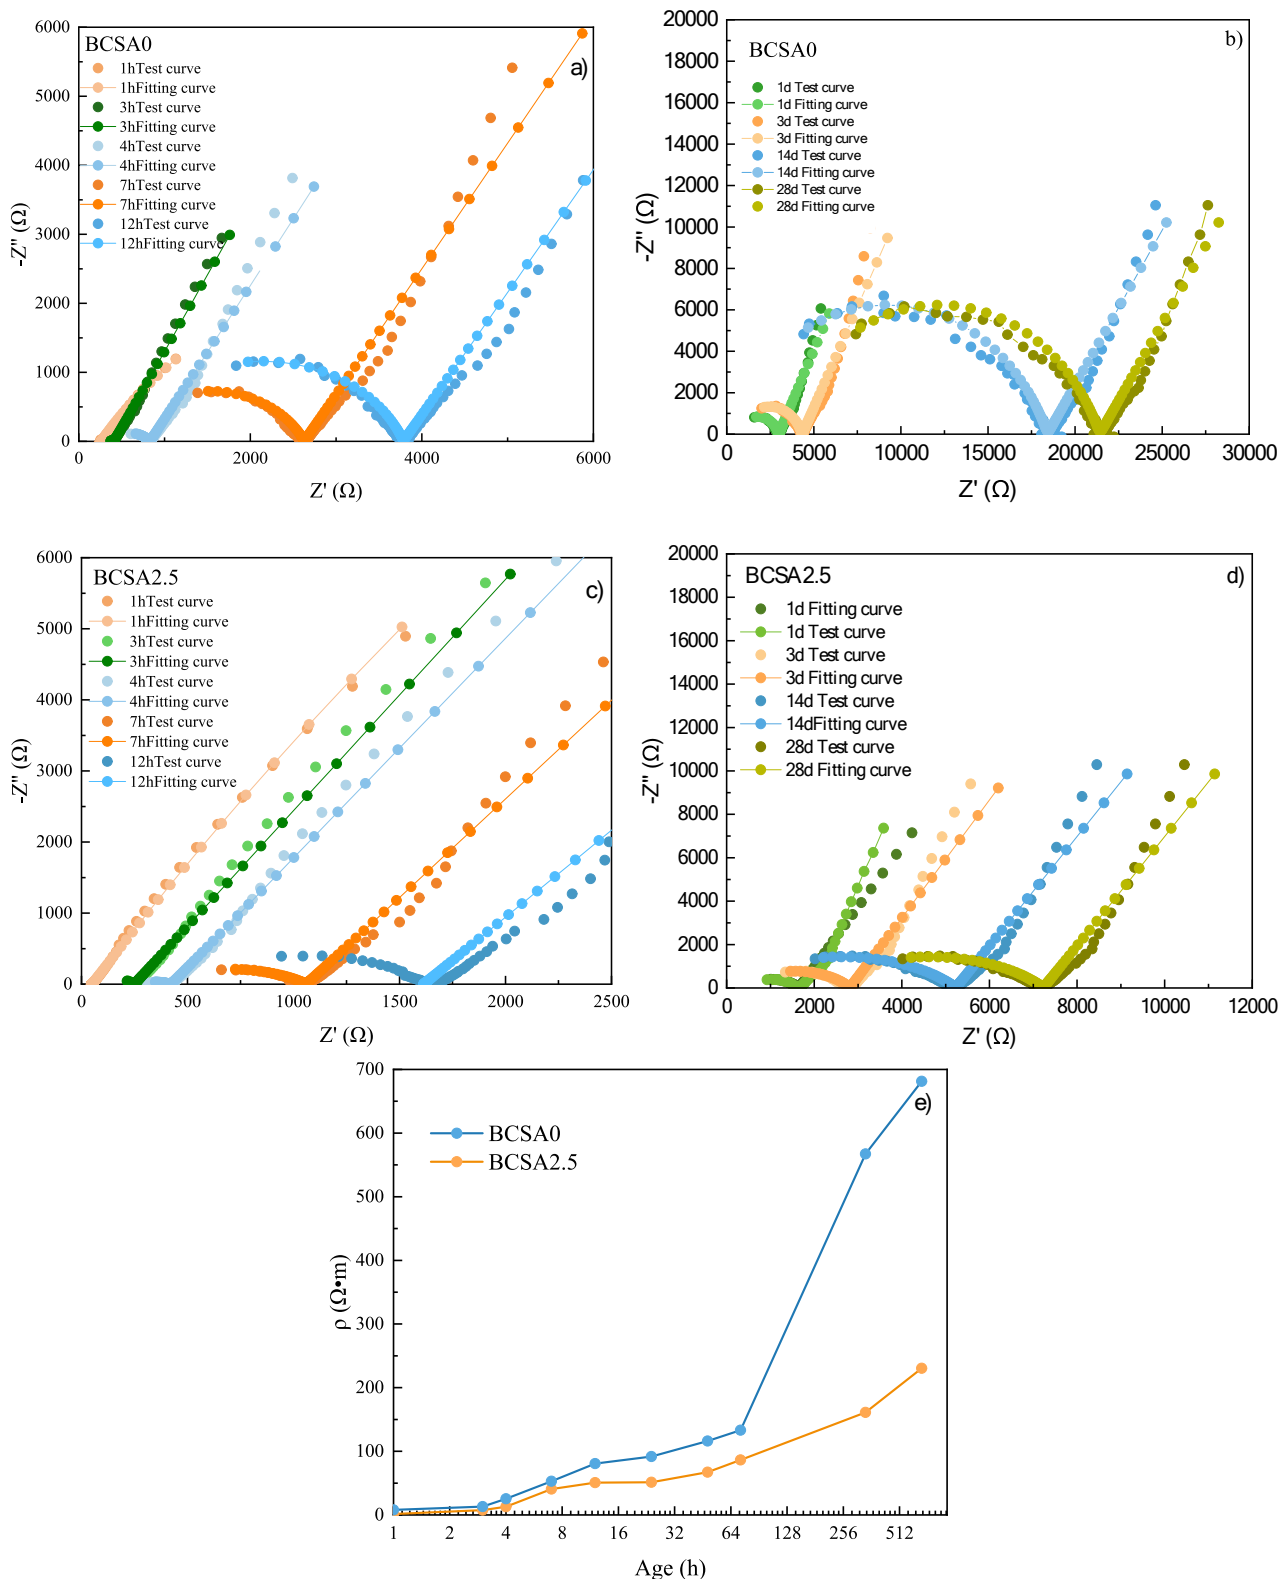 BCSA0
a)
1hTest curve
1hFitting curve
3hTest curve
3hFitting curve
4hTest curve
4hFitting curve
7hTest curve
7hFitting curve
12hTest curve
12hFitting curve
6000
5000
4000
3000
2000
1000
0
-Z'' (Ω)
0 2000 4000 6000
Z' (Ω)
BCSA0
b)
1d Test curve
1d Fitting curve
3d Test curve
3d Fitting curve
14d Test curve
14d Fitting curve
28d Test curve
28d Fitting curve
20000
18000
16000
14000
12000
10000
8000
6000
4000
2000
0
-Z'' (Ω)
0 5000 10000 15000 20000 25000 30000
Z' (Ω)
BCSA2.5
c)
1hTest curve
1hFitting curve
3hTest curve
3hFitting curve
4hTest curve
4hFitting curve
7hTest curve
7hFitting curve
12hTest curve
12hFitting curve
6000
5000
4000
3000
2000
1000
0
-Z'' (Ω)
0 500 1000 1500 2000 2500
Z' (Ω)
BCSA2.5
d)
1d Fitting curve
1d Test curve
3d Test curve
3d Fitting curve
14d Test curve
14dFitting curve
28d Test curve
28d Fitting curve
20000
18000
16000
14000
12000
10000
8000
6000
4000
2000
0
-Z'' (Ω)
0 2000 4000 6000 8000 10000 12000
Z' (Ω)
e)
BCSA0
BCSA2.5
700
600
500
400
300
200
100
0
ρ (Ω•m)
1 2 4 8 16 32 64 128 256 512
Age (h)